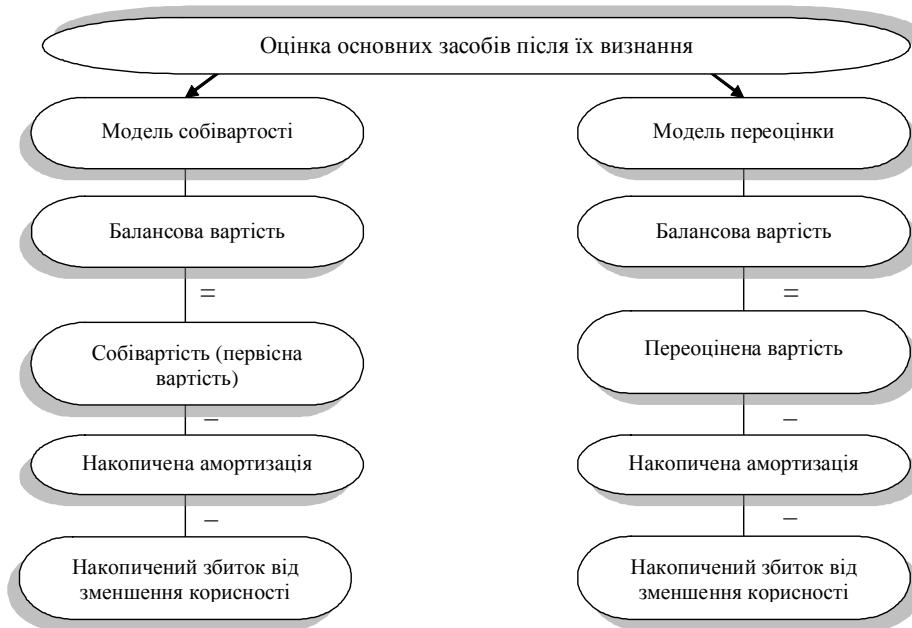 Оцінка основних засобів після їх визнання
Модель собівартості
Модель переоцінки
Балансова вартість
Балансова вартість
=
=
Собівартість (первісна
вартість)
Переоцінена вартість
–
–
Накопичена амортизація
Накопичена амортизація
–
–
Накопичений збиток від
зменшення корисності
Накопичений збиток від
зменшення корисності